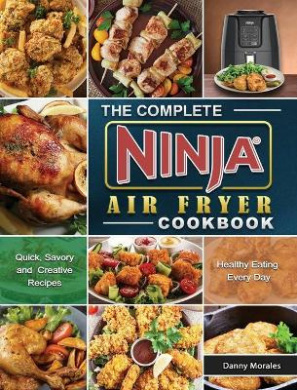 THE COMPLETE
NINJA®
AIR FRYER
COOKBOOK
Quick, Savory
and Creative
Recipes
Healthy Eating
Every Day
Danny Morales